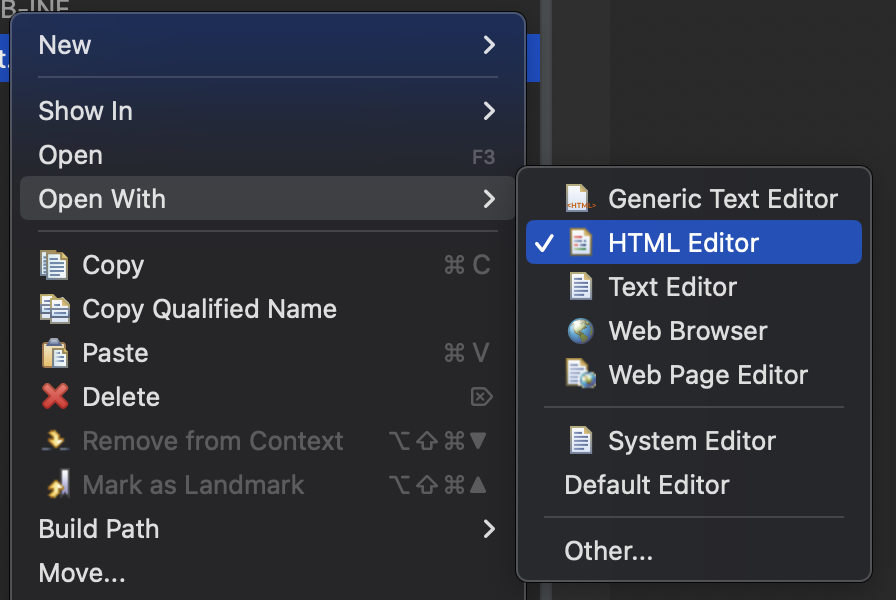 B-INF
t.
New
Show In
Open F3
Open With
Copy ⌘ C
Copy Qualified Name
Paste ⌘ V
Delete ⌦
Remove from Context ⌥⇧⌘▼
Mark as Landmark ⌥⇧⌘▲
Build Path
Move...
<HTML>
Generic Text Editor
✓ HTML Editor
Text Editor
Web Browser
Web Page Editor
System Editor
Default Editor
Other...